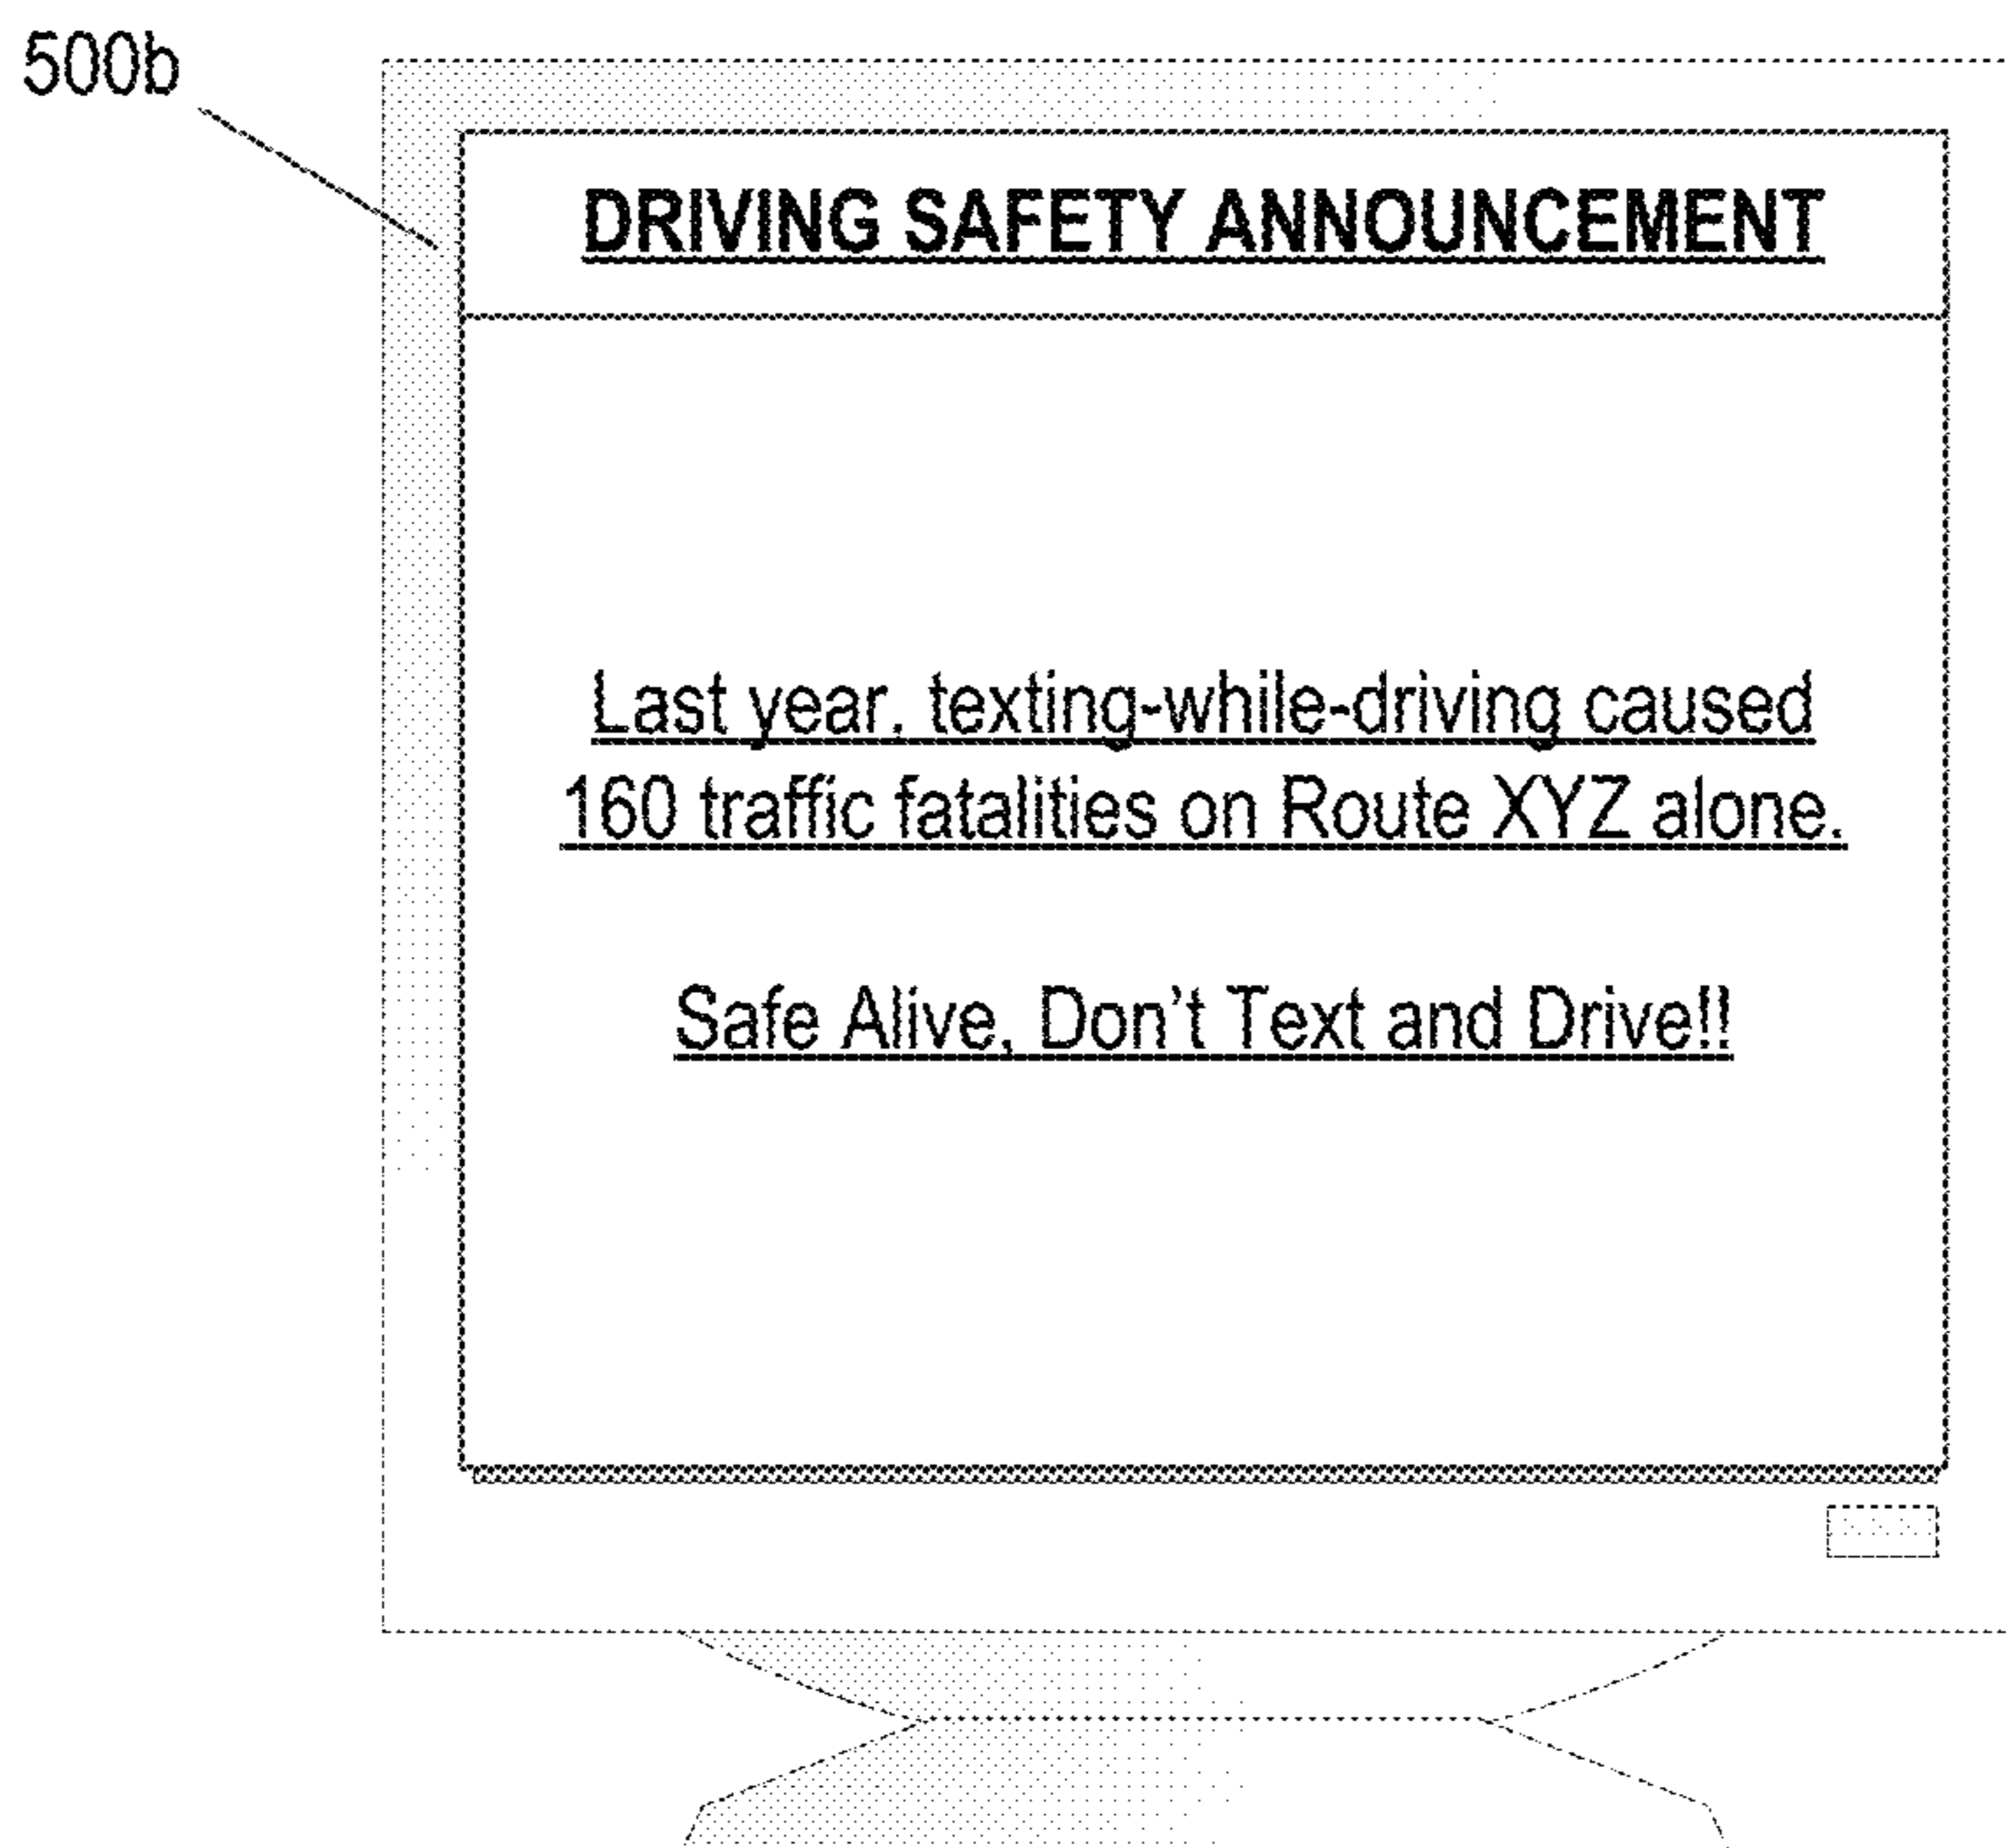 500b
DRIVING SAFETY ANNOUNCEMENT
Last year, texting-while-driving caused
160 traffic fatalities on Route XYZ alone.
Safe Alive, Don't Text and Drive!!